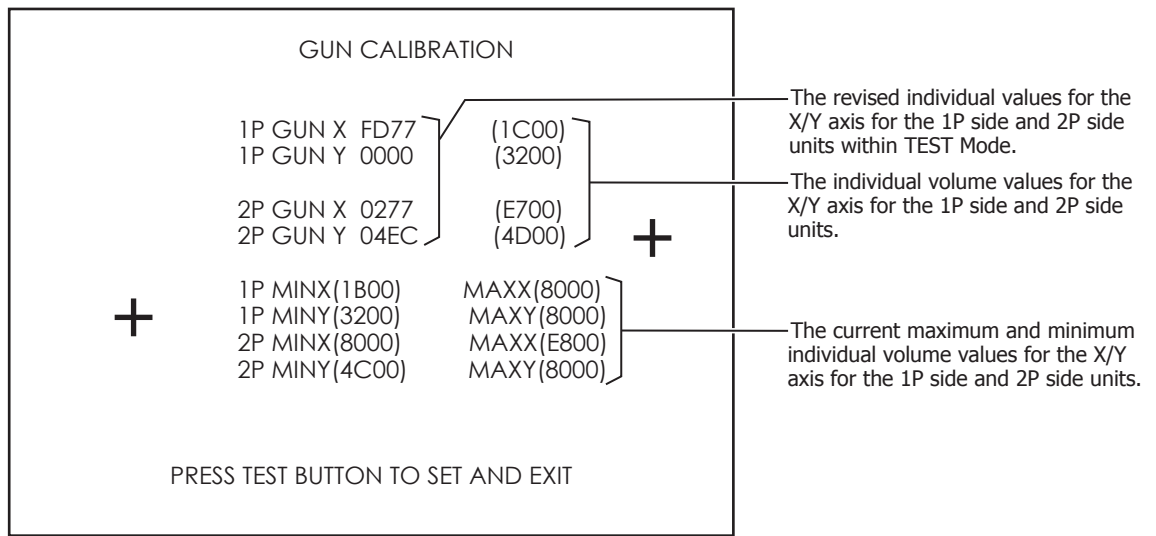 GUN CALIBRATION
1P GUN X FD77 (1C00)
1P GUN Y 0000 (3200)
2P GUN X 0277 (E700)
2P GUN Y 04EC (4D00)
1P MINX(1B00) MAXX(8000)
1P MINY(3200) MAXY(8000)
2P MINX(8000) MAXX(E800)
2P MINY(4C00) MAXY(8000)
PRESS TEST BUTTON TO SET AND EXIT
The revised individual values for the
X/Y axis for the 1P side and 2P side
units within TEST Mode.
The individual volume values for the
X/Y axis for the 1P side and 2P side
units.
The current maximum and minimum
individual volume values for the X/Y
axis for the 1P side and 2P side units.